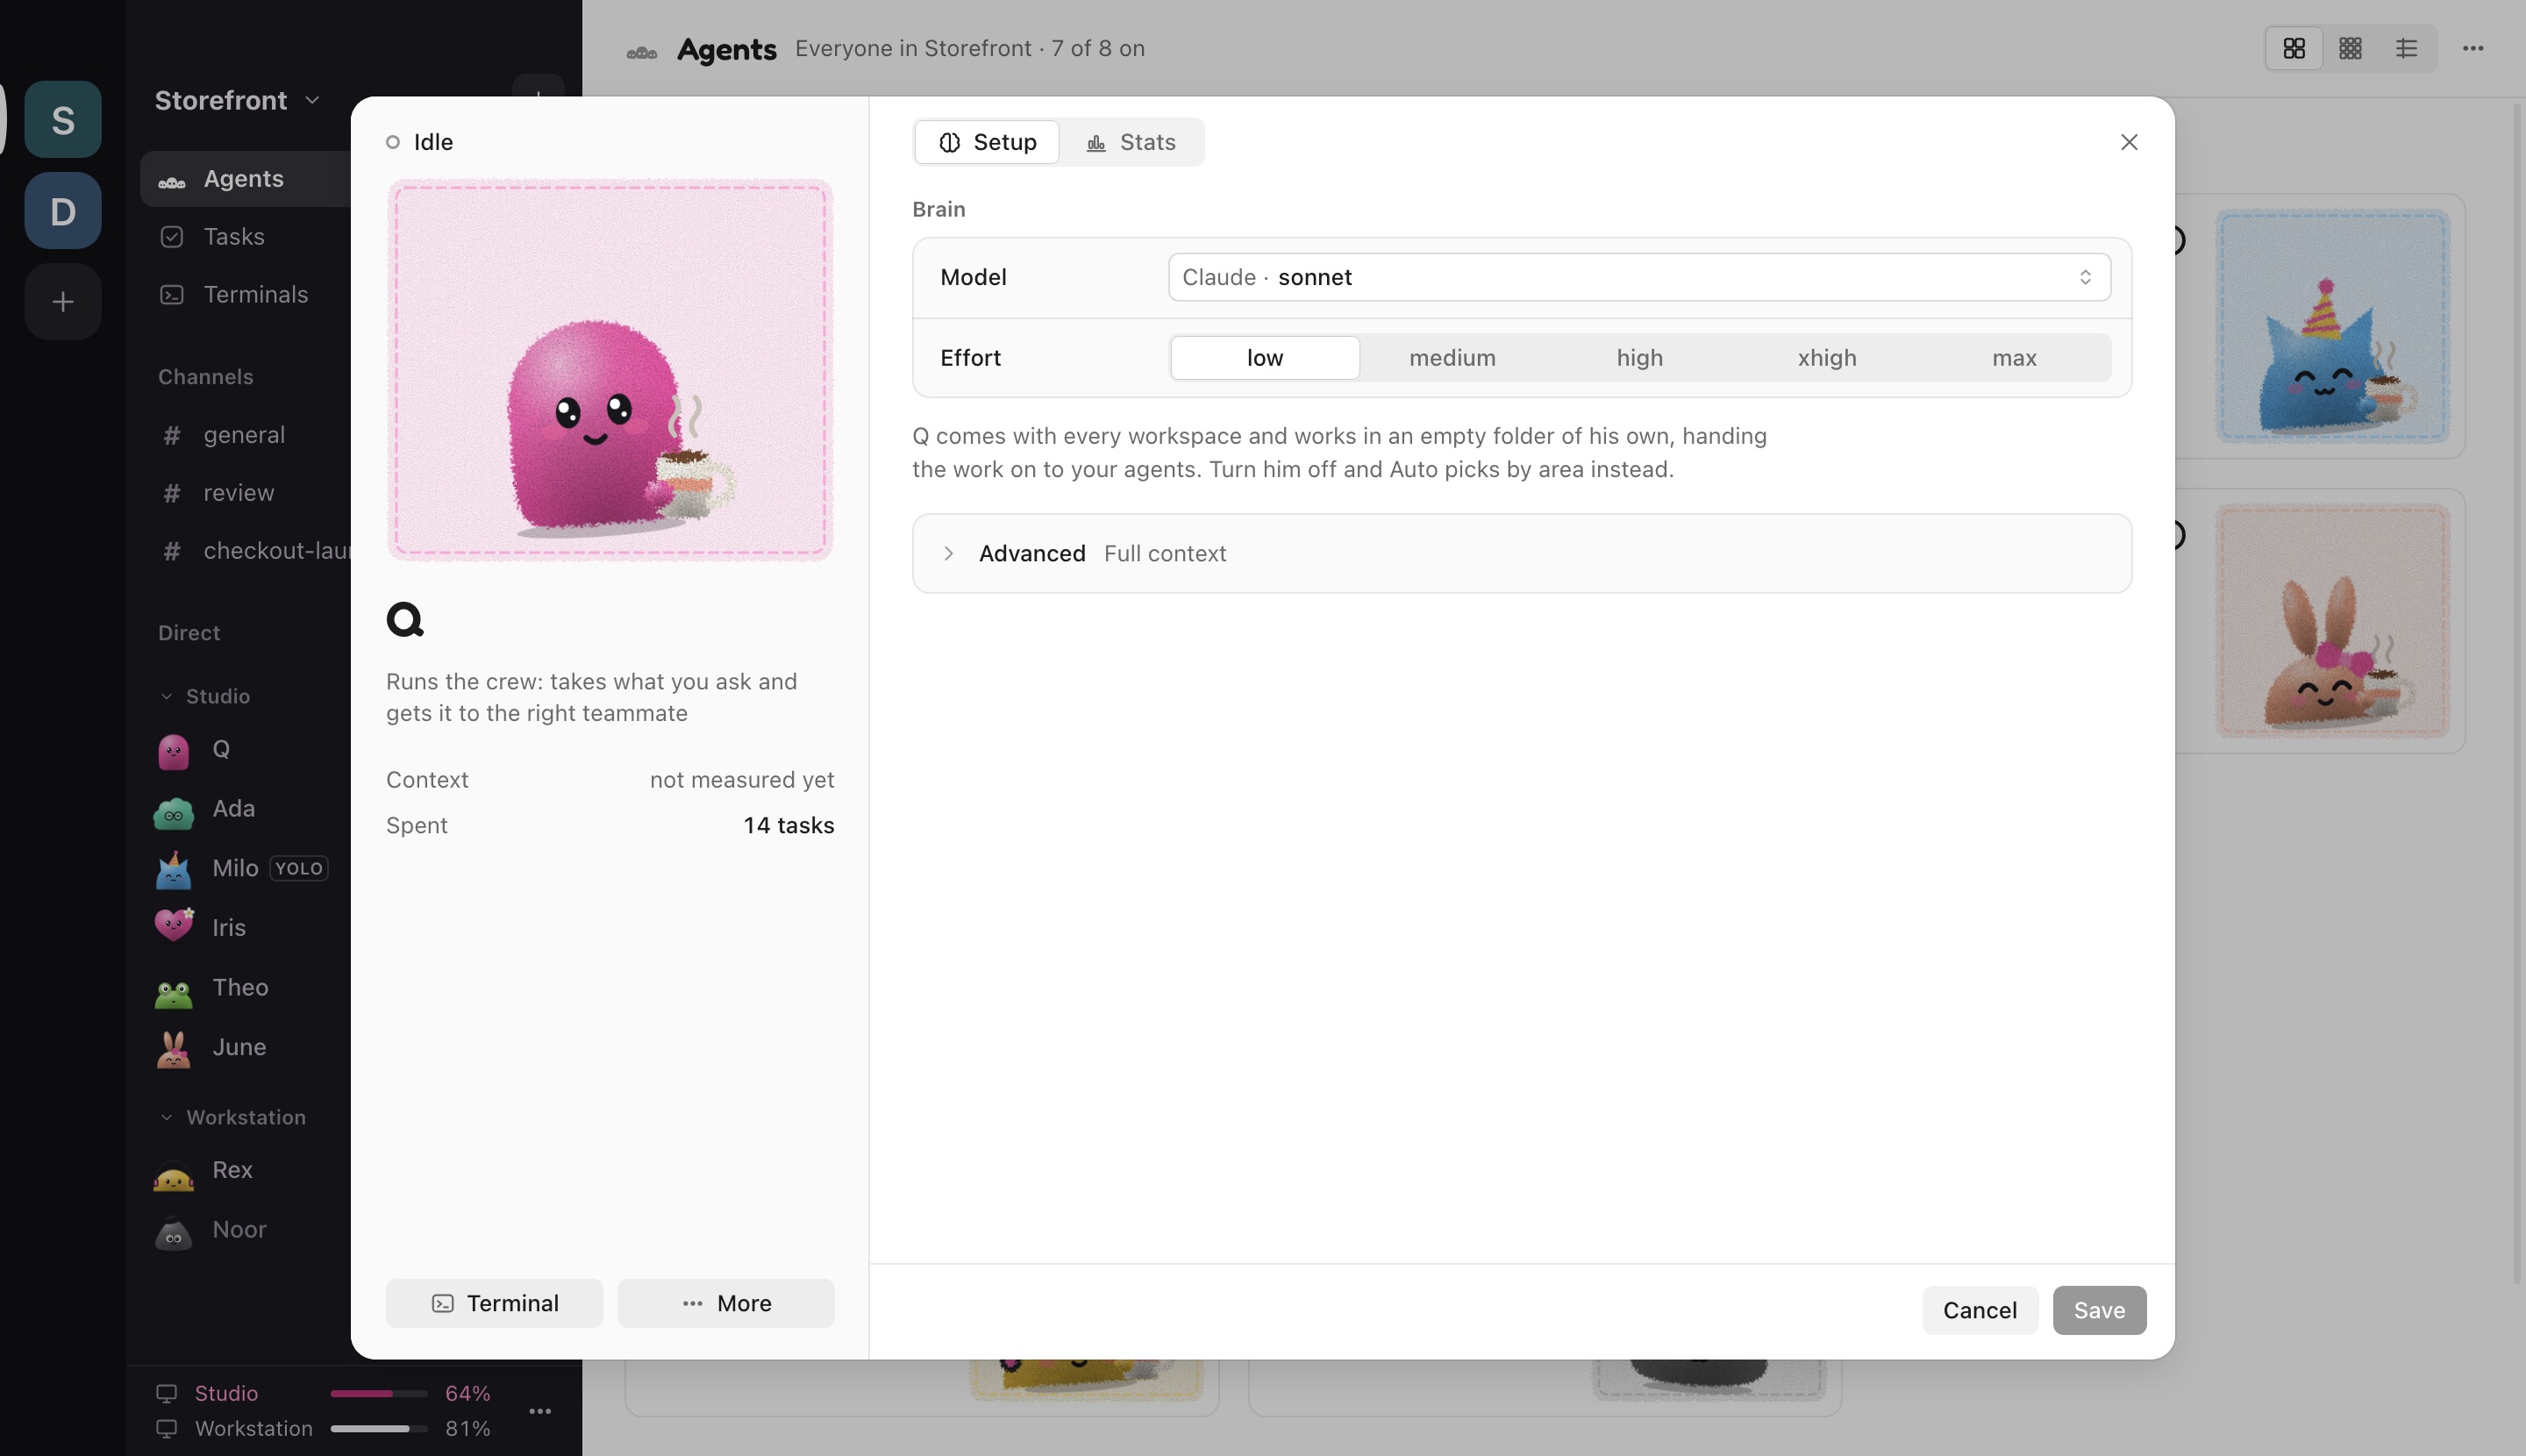 S
D
Storefront
Agents
Tasks
Terminals
Channels
# general
# review
# checkout-lau
Direct
Studio
Q
Ada
Milo YOLO
Iris
Theo
June
Workstation
Rex
Noor
Studio 64%
Workstation 81%
Agents Everyone in Storefront · 7 of 8 on
Idle
Q
Runs the crew: takes what you ask and
gets it to the right teammate
Context not measured yet
Spent 14 tasks
Terminal
More
Setup
Stats
Brain
Model Claude · sonnet
Effort low medium high xhigh max
Q comes with every workspace and works in an empty folder of his own, handing
the work on to your agents. Turn him off and Auto picks by area instead.
Advanced Full context
Cancel
Save